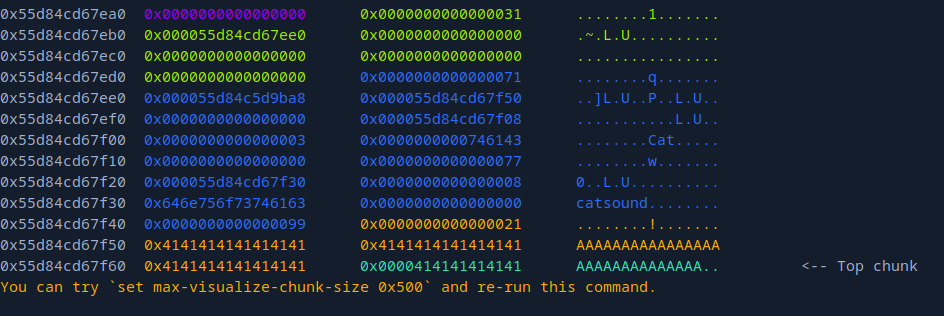 0x55d84cd67ea0 0x0000000000000000 0x0000000000000031 ........1.......
0x55d84cd67eb0 0x000055d84cd67ee0 0x0000000000000000 .~.L.U..........
0x55d84cd67ec0 0x0000000000000000 0x0000000000000000 ................
0x55d84cd67ed0 0x0000000000000000 0x0000000000000071 ........q.......
0x55d84cd67ee0 0x000055d84c5d9ba8 0x000055d84cd67f50 ..]L.U..P..L.U..
0x55d84cd67ef0 0x0000000000000000 0x000055d84cd67f08 ...........L.U..
0x55d84cd67f00 0x0000000000000003 0x0000000000746143 ........Cat.....
0x55d84cd67f10 0x0000000000000000 0x0000000000000077 ........w.......
0x55d84cd67f20 0x000055d84cd67f30 0x0000000000000008 0..L.U..........
0x55d84cd67f30 0x646e756f73746163 0x0000000000000000 catsound........
0x55d84cd67f40 0x0000000000000099 0x0000000000000021 ........!.......
0x55d84cd67f50 0x4141414141414141 0x4141414141414141 AAAAAAAAAAAAAAAA
0x55d84cd67f60 0x4141414141414141 0x0000414141414141 AAAAAAAAAAAAAA.. <-- Top chunk
You can try `set max-visualize-chunk-size 0x500` and re-run this command.